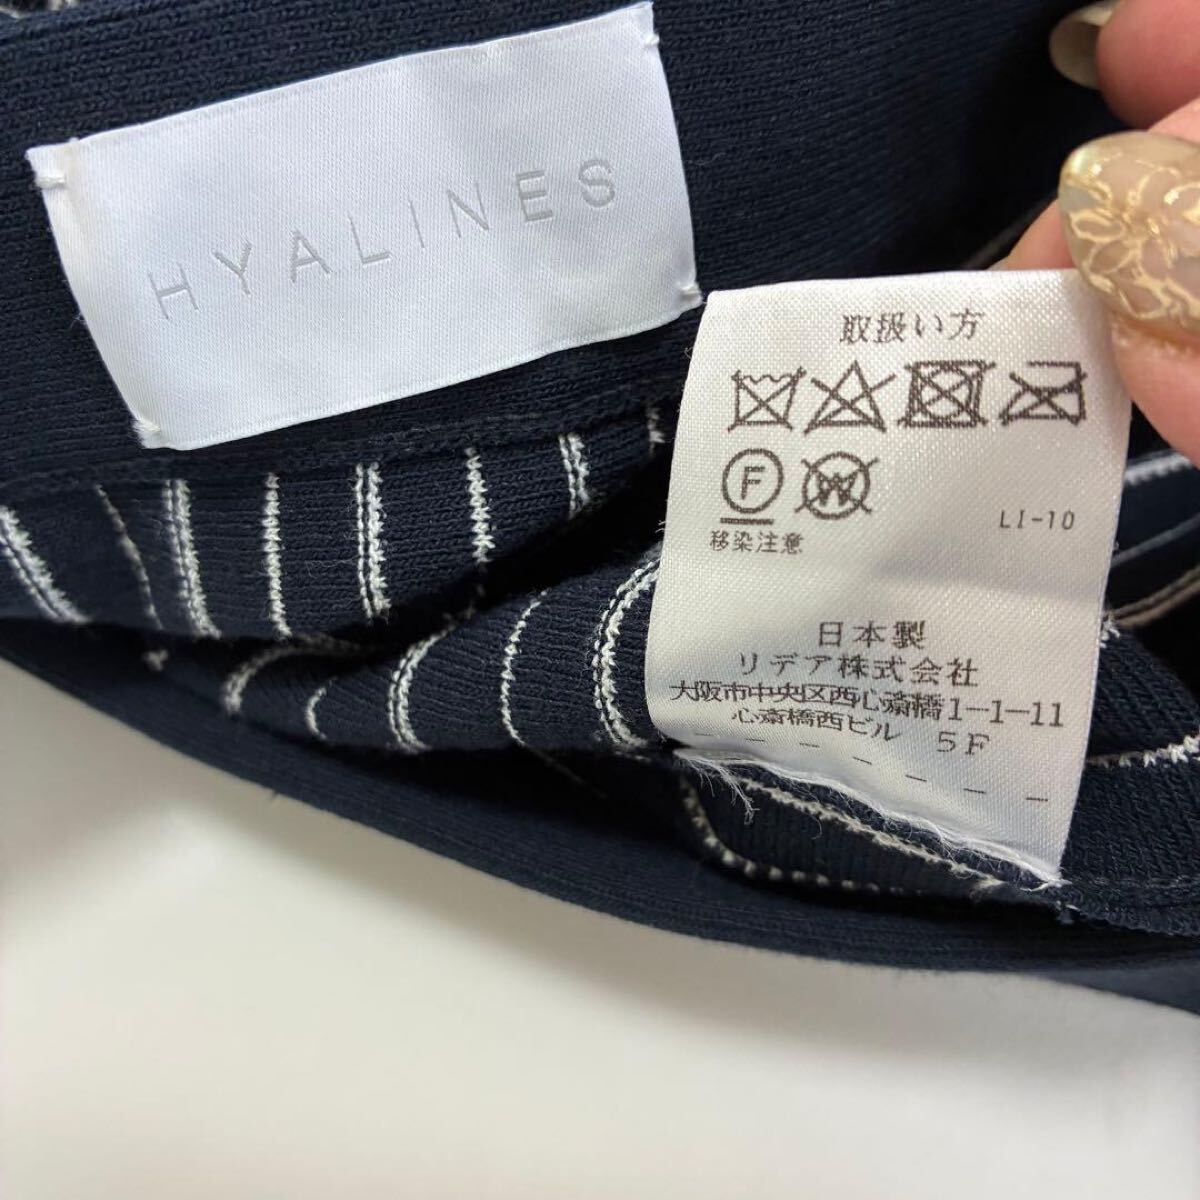 HYALINES
取扱い方
F W
LI-10
移染注意
日本製
リデア株式会社
大阪市中央区西心斎橋1-1-11
心斎橋西ビル 5F